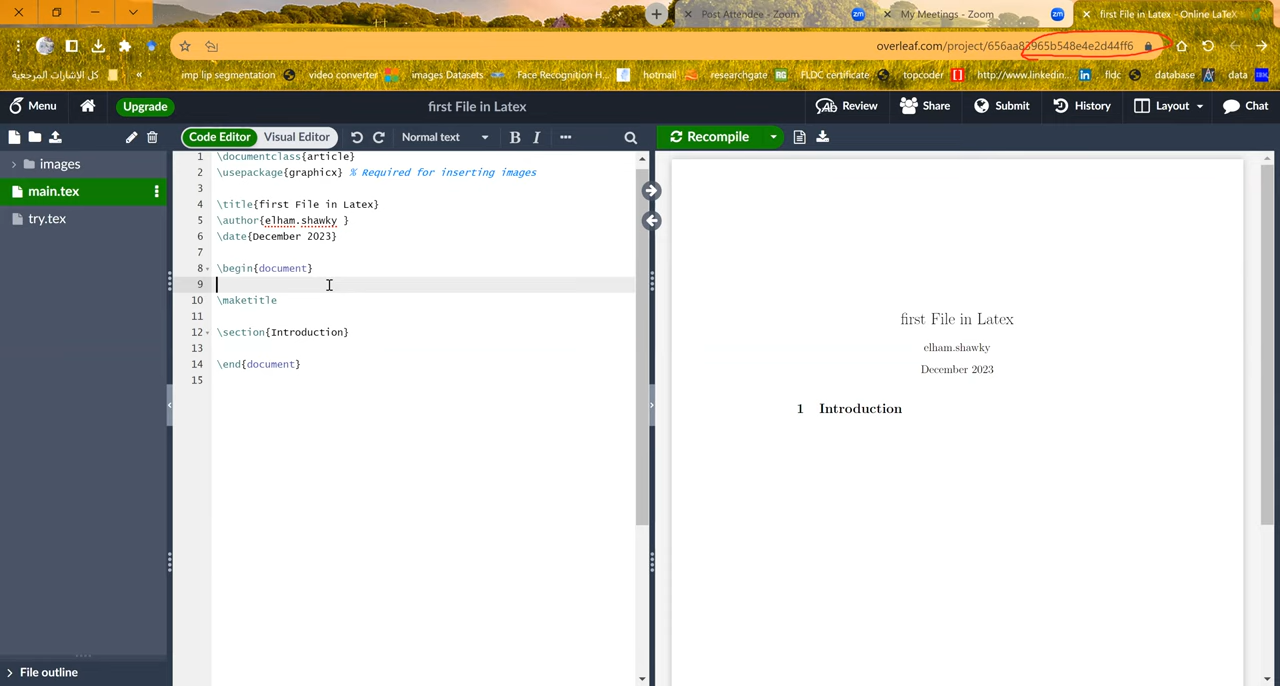 Post Attendee - Zoom
My Meetings - Zoom
first File in Latex - Online LaTeX
overleaf.com/project/656aa83965b548e4e2d44ff6
كل الإشارات المرجعية
imp lip segmentation
video converter
images Datasets
Face Recognition H...
hotmail
researchgate
FLDC certificate
topcoder
http://www.linkedin...
fldc
database
data
Menu
Upgrade
first File in Latex
Review
Share
Submit
History
Layout
Chat
Code Editor
Visual Editor
Normal text
B
I
Recompile
images
main.tex
try.tex
1 \documentclass{article}
2 \usepackage{graphicx} % Required for inserting images
3
4 \title{first File in Latex}
5 \author{elham.shawky }
6 \date{December 2023}
7
8 \begin{document}
9
10 \maketitle
11
12 \section{Introduction}
13
14 \end{document}
15
first File in Latex
elham.shawky
December 2023
1 Introduction
File outline